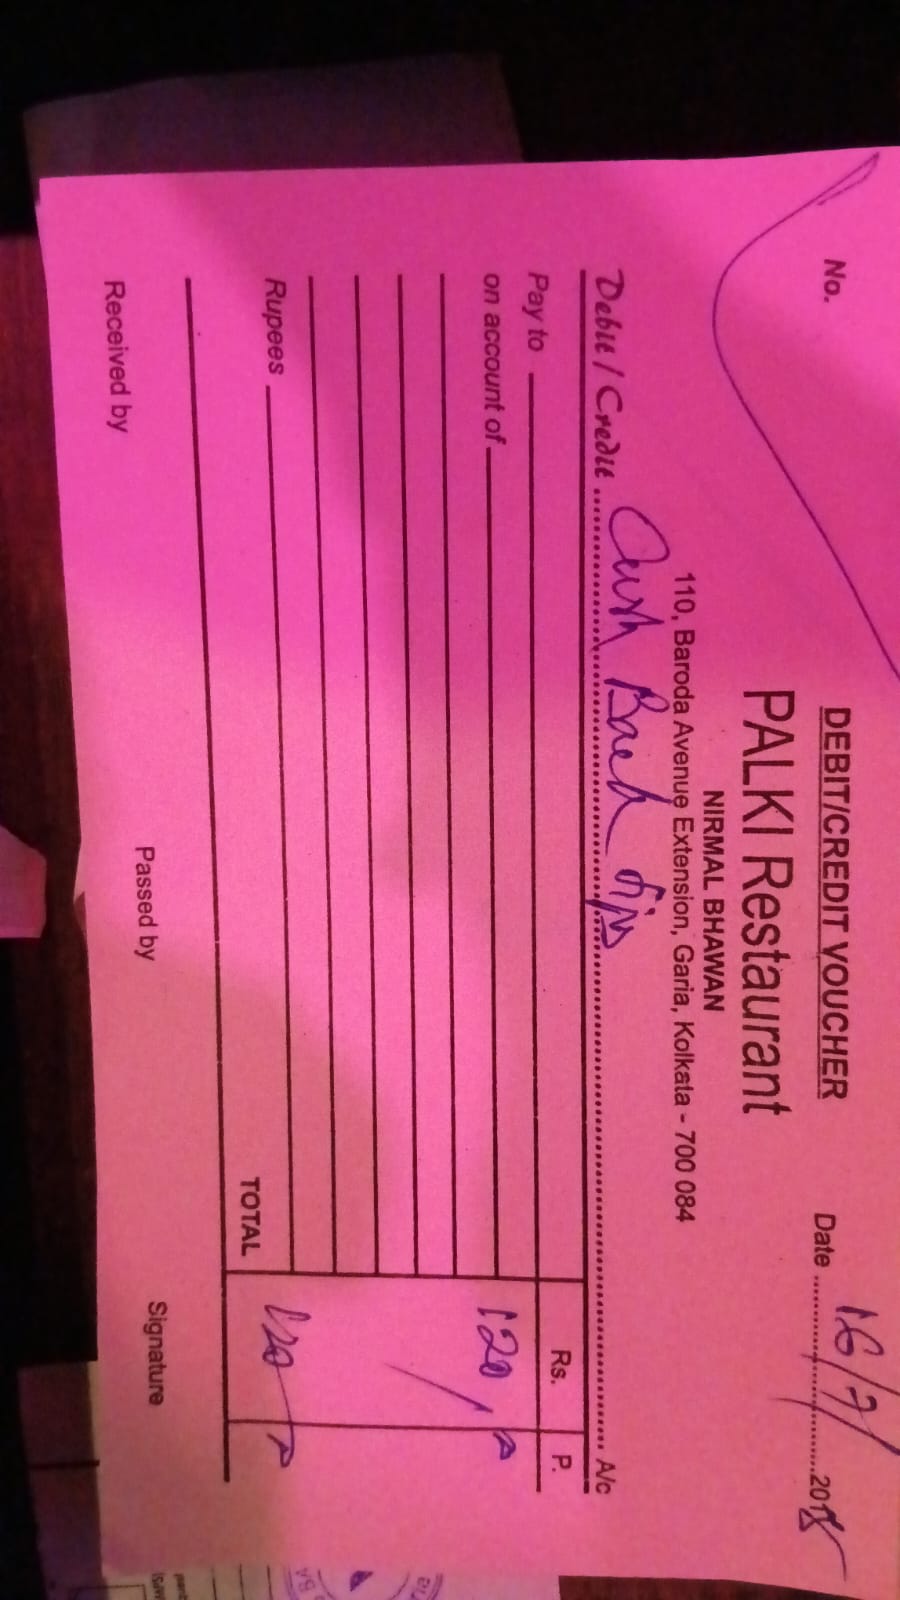 DEBIT/CREDIT VOUCHER
No.
PALKI Restaurant
Date 16/7/ 2018
NIRMAL BHAWAN
110, Baroda Avenue Extension, Garia, Kolkata - 700 084
Debit / Credit Cash Back A/c
Pay to Rs. P.
on account of 120/
Rupees TOTAL 120
Received by Passed by Signature